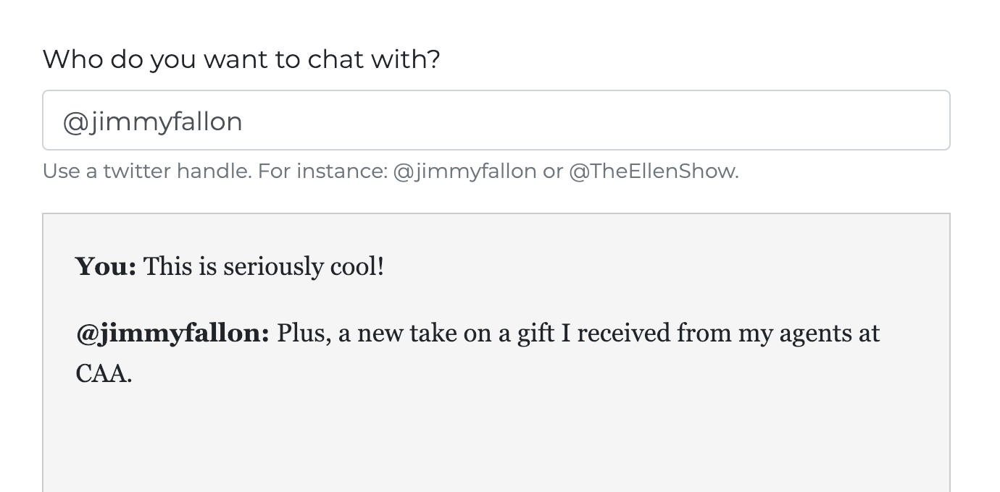 Who do you want to chat with?
@jimmyfallon
Use a twitter handle. For instance: @jimmyfallon or @TheEllenShow.
You: This is seriously cool!
@jimmyfallon: Plus, a new take on a gift I received from my agents at
CAA.